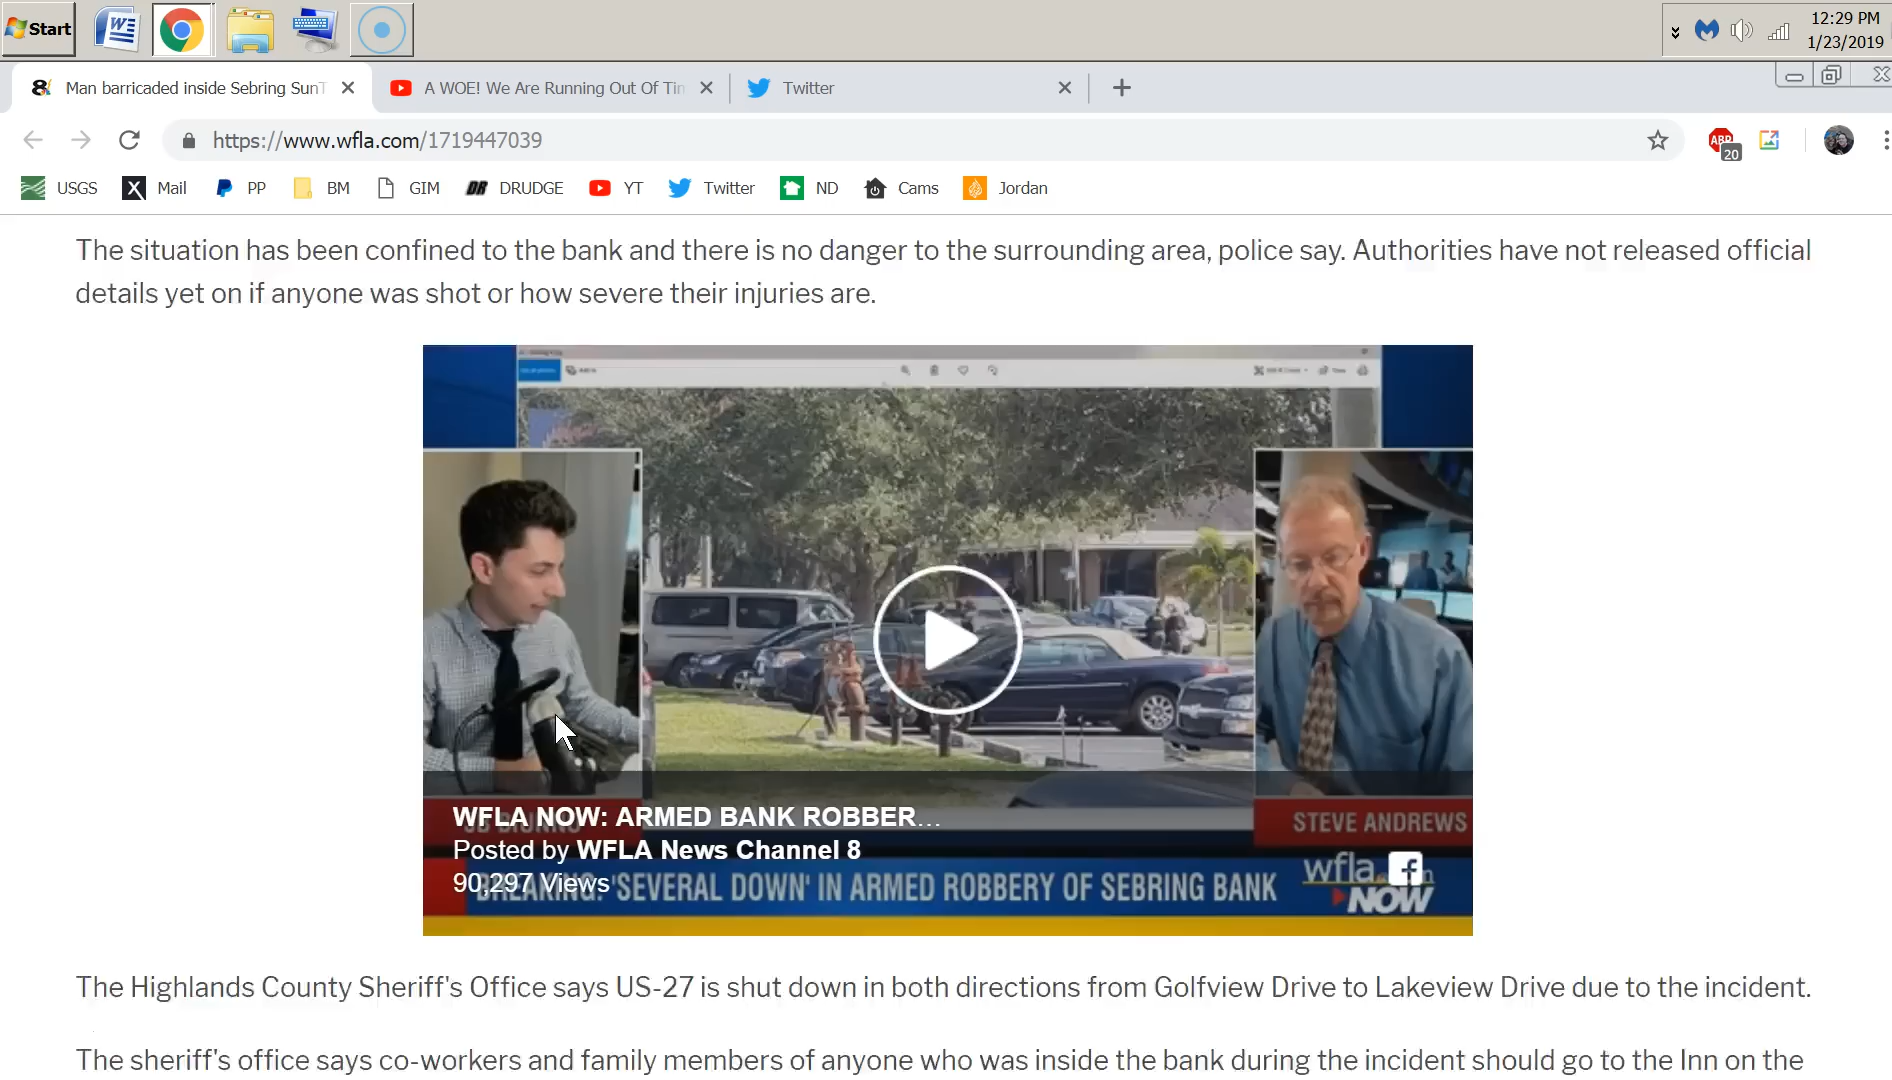 Start
12:29 PM
1/23/2019
Man barricaded inside Sebring SunT
A WOE! We Are Running Out Of Tin
Twitter
https://www.wfla.com/1719447039
ABP
20
USGS
X Mail
PP
BM
GIM
DR DRUDGE
YT
Twitter
ND
Cams
Jordan
The situation has been confined to the bank and there is no danger to the surrounding area, police say. Authorities have not released official
details yet on if anyone was shot or how severe their injuries are.
WFLA NOW: ARMED BANK ROBBER...
STEVE ANDREWS
Posted by WFLA News Channel 8
90,297 Views
BREAKING: 'SEVERAL DOWN' IN ARMED ROBBERY OF SEBRING BANK
wfla
NOW
The Highlands County Sheriff's Office says US-27 is shut down in both directions from Golfview Drive to Lakeview Drive due to the incident.
The sheriff's office says co-workers and family members of anyone who was inside the bank during the incident should go to the Inn on the